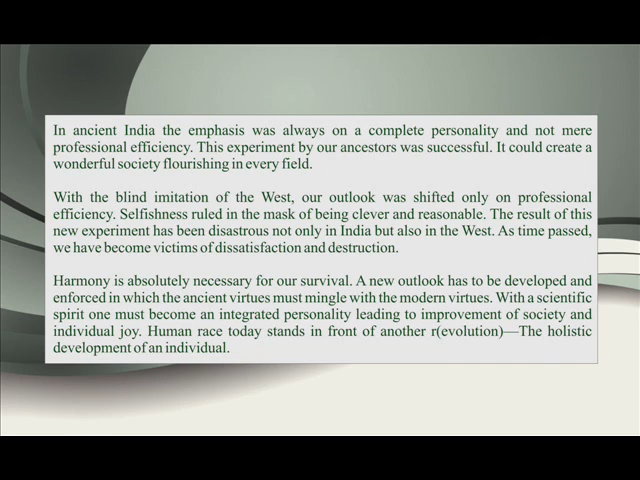 In ancient India the emphasis was always on a complete personality and not mere
professional efficiency. This experiment by our ancestors was successful. It could create a
wonderful society flourishing in every field.
With the blind imitation of the West, our outlook was shifted only on professional
efficiency. Selfishness ruled in the mask of being clever and reasonable. The result of this
new experiment has been disastrous not only in India but also in the West. As time passed,
we have become victims of dissatisfaction and destruction.
Harmony is absolutely necessary for our survival. A new outlook has to be developed and
enforced in which the ancient virtues must mingle with the modern virtues. With a scientific
spirit one must become an integrated personality leading to improvement of society and
individual joy. Human race today stands in front of another r(evolution)—The holistic
development of an individual.